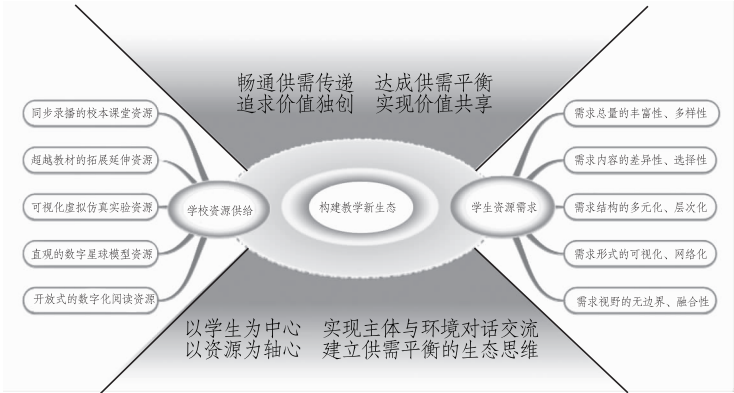 畅通供需传递 达成供需平衡
追求价值独创 实现价值共享
同步录播的校本课堂资源
超越教材的拓展延伸资源
可视化虚拟仿真实验资源
直观的数字星球模型资源
开放式的数字化阅读资源
学校资源供给
构建教学新生态
学生资源需求
需求总量的丰富性、多样性
需求内容的差异性、选择性
需求结构的多元化、层次化
需求形式的可视化、网络化
需求视野的无边界、融合性
以学生为中心 实现主体与环境对话交流
以资源为轴心 建立供需平衡的生态思维